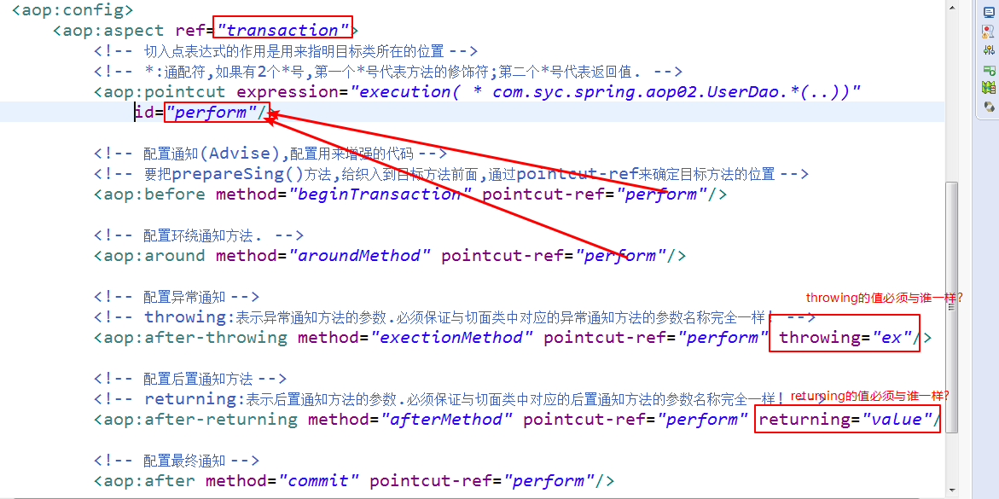 <aop:config>
<aop:aspect ref="transaction">
<!-- 切入点表达式的作用是用来指明目标类所在的位置 -->
<!-- *:通配符,如果有2个*号,第一个*号代表方法的修饰符;第二个*号代表返回值. -->
<aop:pointcut expression="execution( * com.syc.spring.aop02.UserDao.*(..))"
id="perform"/>
<!-- 配置通知(Advise),配置用来增强的代码 -->
<!-- 要把prepareSing()方法,给织入到目标方法前面,通过pointcut-ref来确定目标方法的位置 -->
<aop:before method="beginTransaction" pointcut-ref="perform"/>
<!-- 配置环绕通知方法. -->
<aop:around method="aroundMethod" pointcut-ref="perform"/>
<!-- 配置异常通知 -->
throwing的值必须与谁一样?
<!-- throwing:表示异常通知方法的参数.必须保证与切面类中对应的异常通知方法的参数名称完全一样! -->
<aop:after-throwing method="exectionMethod" pointcut-ref="perform" throwing="ex"/>
<!-- 配置后置通知方法 -->
returning的值必须与谁一样?
<!-- returning:表示后置通知方法的参数.必须保证与切面类中对应的后置通知方法的参数名称完全一样! -->
<aop:after-returning method="afterMethod" pointcut-ref="perform" returning="value"/
<!-- 配置最终通知 -->
<aop:after method="commit" pointcut-ref="perform"/>